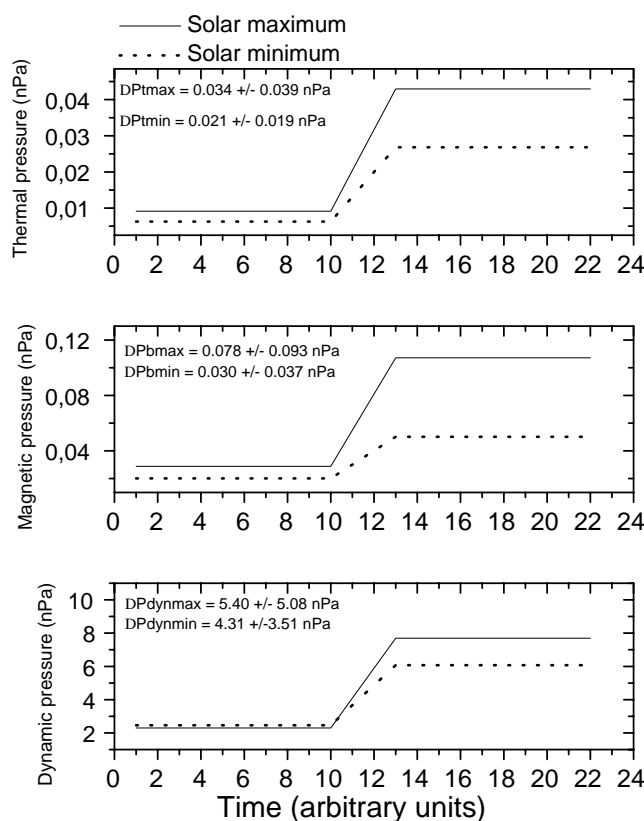 Solar maximum
Solar minimum
Thermal pressure (nPa)
0,04
0,03
0,02
0,01
DPtmax = 0.034 +/- 0.039 nPa
DPtmin = 0.021 +/- 0.019 nPa
0 2 4 6 8 10 12 14 16 18 20 22 24
Magnetic pressure (nPa)
0,12
0,08
0,04
DPbmax = 0.078 +/- 0.093 nPa
DPbmin = 0.030 +/- 0.037 nPa
0 2 4 6 8 10 12 14 16 18 20 22 24
Dynamic pressure (nPa)
10
8
6
4
2
DPdynmax = 5.40 +/- 5.08 nPa
DPdynmin = 4.31 +/-3.51 nPa
0 2 4 6 8 10 12 14 16 18 20 22 24
Time (arbitrary units)